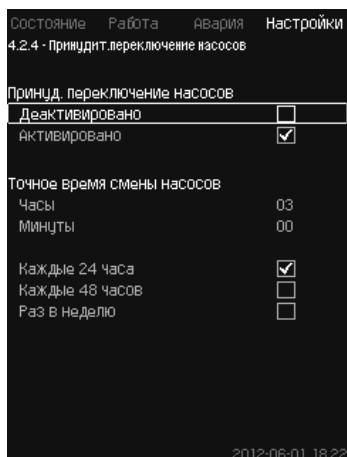 Состояние Работа Авария Настройки
4.2.4 - Принудит.переключение насосов
Принуд. переключение насосов
Деактивировано
Активировано
Точное время смены насосов
Часы 03
Минуты 00
Каждые 24 часа
Каждые 48 часов
Раз в неделю
2012-06-01 18:22